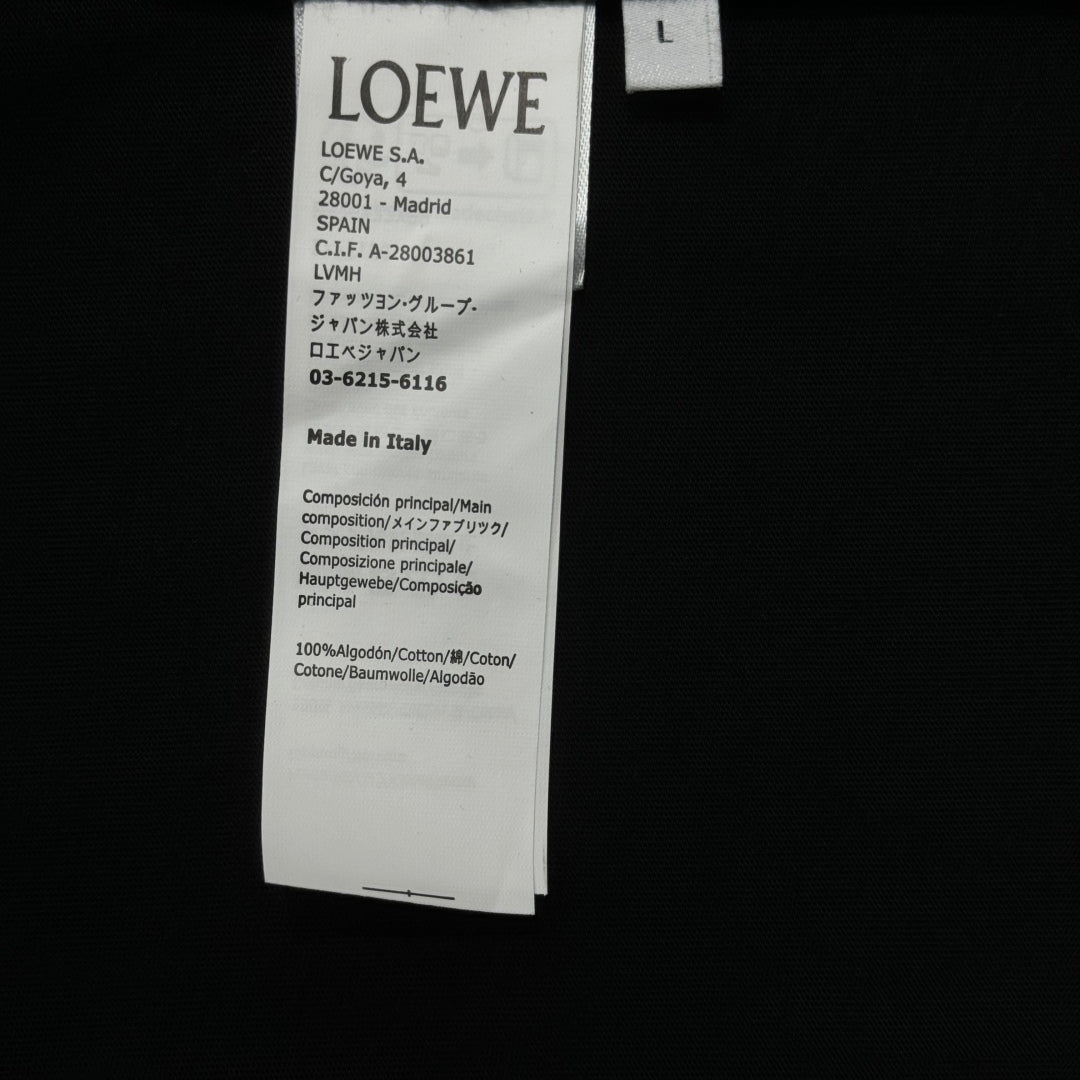 LOEWE
L
LOEWE S.A.
C/Goya, 4
28001 - Madrid
SPAIN
C.I.F. A-28003861
LVMH
ファッツヨン・グループ・
ジャパン株式会社
ロエベジャパン
03-6215-6116
Made in Italy
Composición principal/Main
composition/メインファブリツク/
Composition principal/
Composizione principale/
Hauptgewebe/Composição
principal
100%Algodón/Cotton/綿/Coton/
Cotone/Baumwolle/Algodão